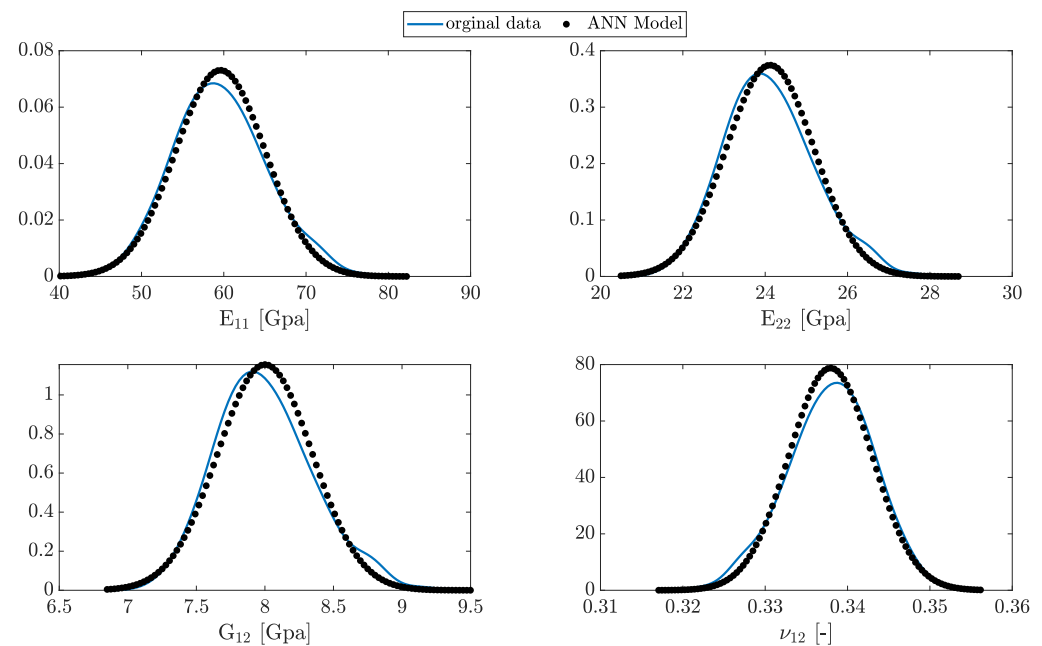 orginal data ANN Model
0.08
0.06
0.04
0.02
0
40 50 60 70 80 90
E₁₁ [Gpa]
0.4
0.3
0.2
0.1
0
20 22 24 26 28 30
E₂₂ [Gpa]
1
0.8
0.6
0.4
0.2
0
6.5 7 7.5 8 8.5 9 9.5
G₁₂ [Gpa]
80
60
40
20
0
0.31 0.32 0.33 0.34 0.35 0.36
ν₁₂ [-]